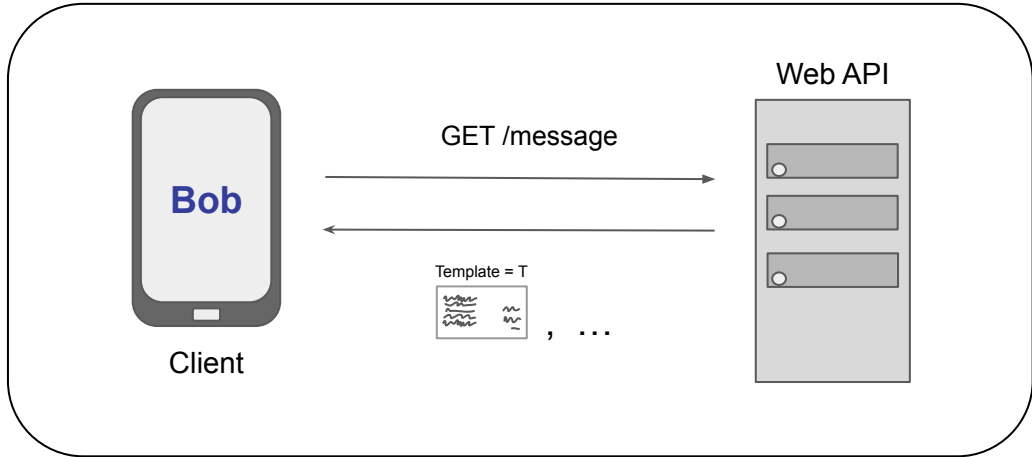 Web API
GET /message
Bob
Template = T
, ...
Client